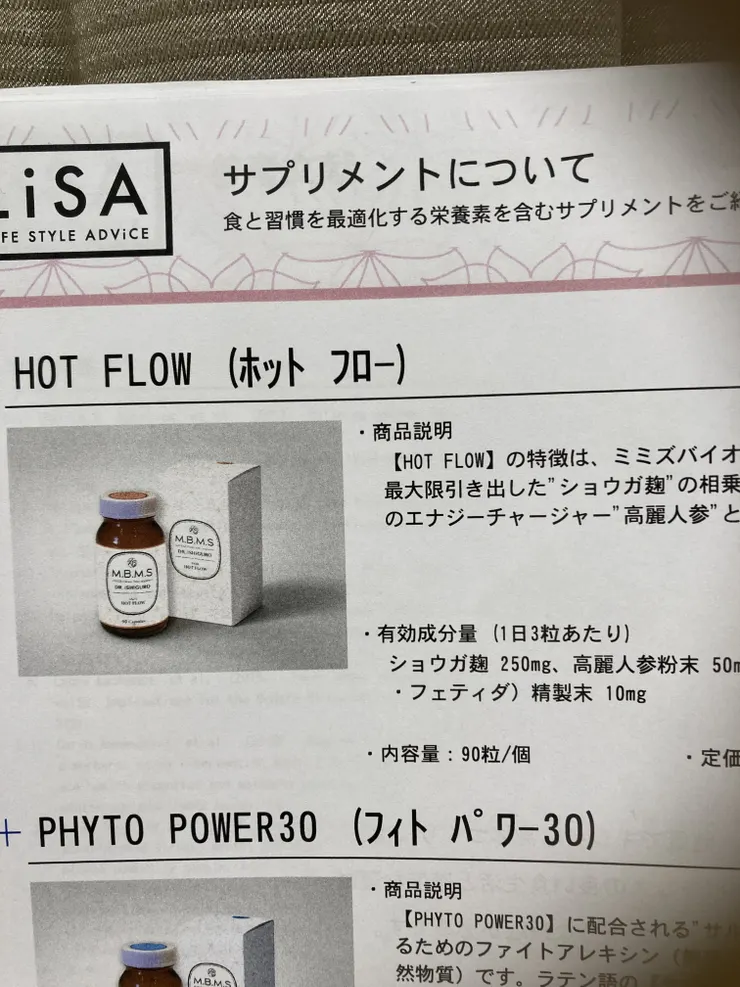 LiSA
FE STYLE ADViCE
サプリメントについて
食と習慣を最適化する栄養素を含むサプリメントをご紹
HOT FLOW (ホット フロー)
・商品説明
【HOT FLOW】の特徴は、ミミズバイオ
最大限引き出した"ショウガ麹"の相乗
のエナジーチャージャー"高麗人参"と
M.B.M.S
DR. ISHIGURO
HOT FLOW
M.B.M.S
DR. ISHIGURO
HOT FLOW
・有効成分量 (1日3粒あたり)
ショウガ麹 250mg、高麗人参粉末 50m
・フェティダ）精製末 10mg
・内容量：90粒/個
・定価
+ PHYTO POWER30 (フィト パワー30)
・商品説明
【PHYTO POWER30】に配合される"サル
るためのファイトアレキシン（
然物質）です。ラテン語の
M.B.M.S